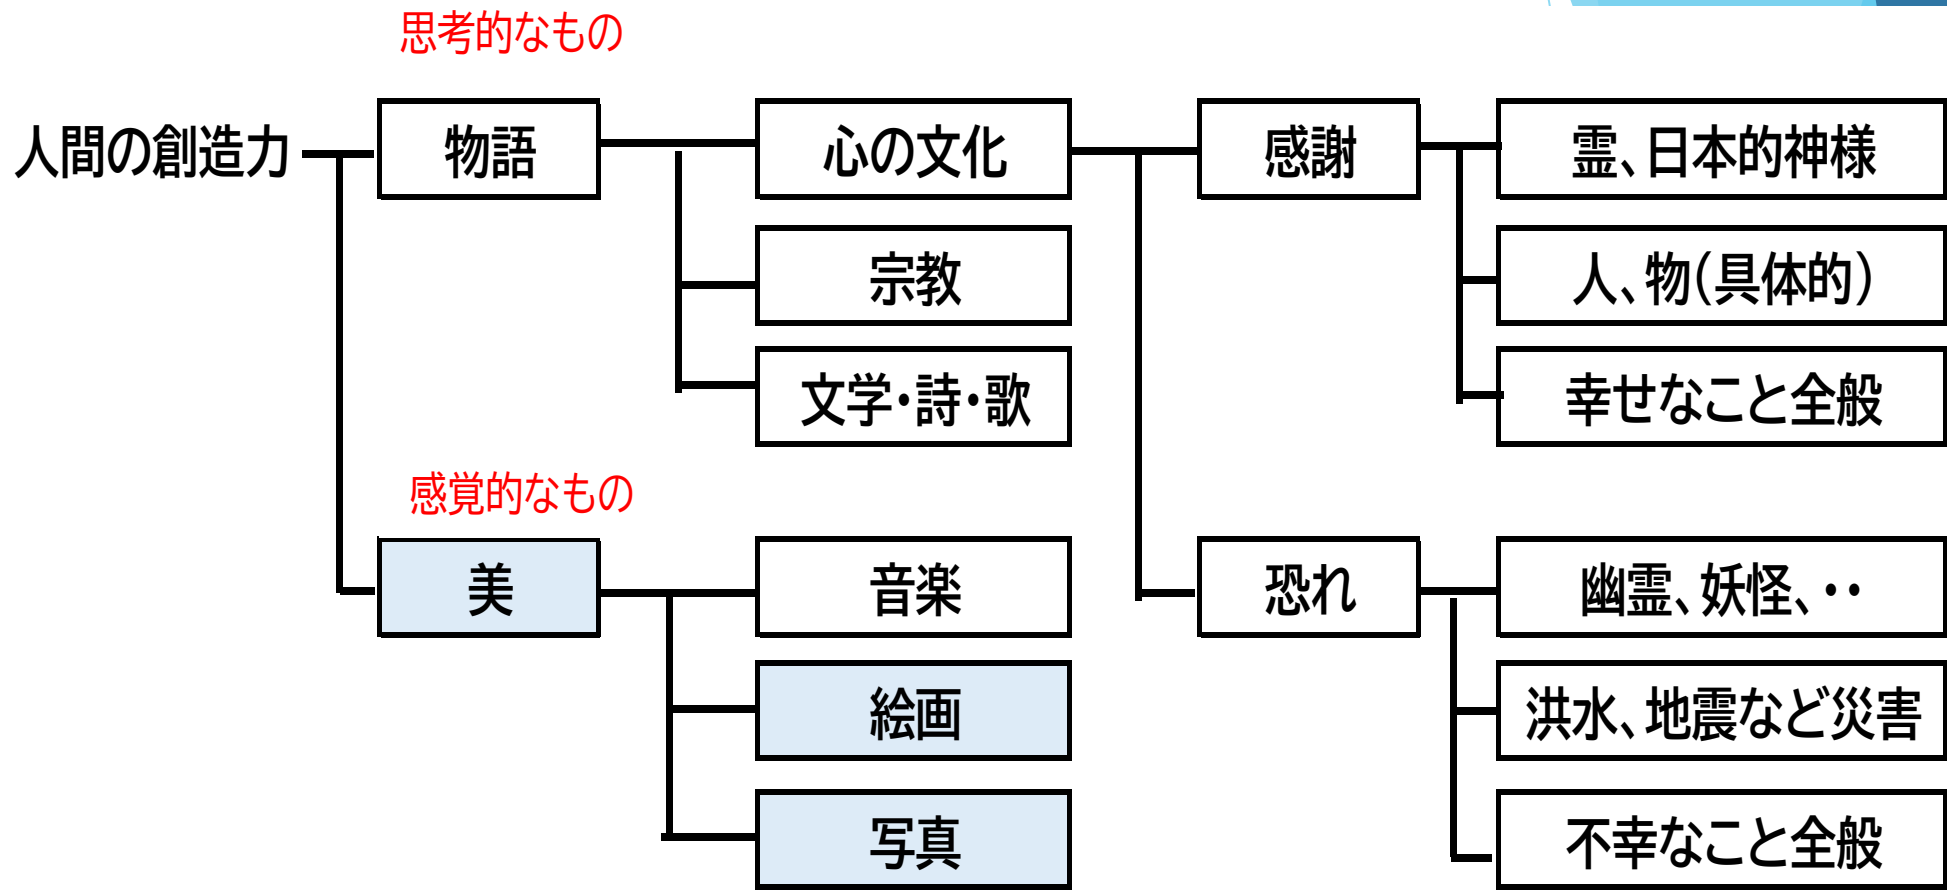 思考的なもの
人間の創造力
物語
心の文化
感謝
霊、日本的神様
宗教
人、物(具体的)
文学・詩・歌
幸せなこと全般
感覚的なもの
美
音楽
恐れ
幽霊、妖怪、・・
絵画
洪水、地震など災害
写真
不幸なこと全般